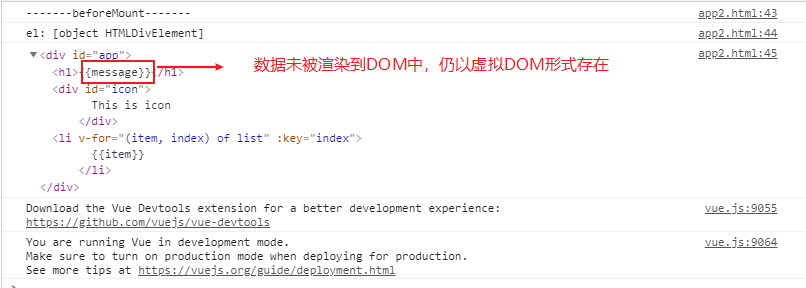 -------beforeMount------- app2.html:43
el: [object HTMLDivElement] app2.html:44
▼<div id="app"> app2.html:45
<h1>{{message}}</h1> 数据未被渲染到DOM中，仍以虚拟DOM形式存在
<div id="icon">
This is icon
</div>
<li v-for="(item, index) of list" :key="index">
{{item}}
</li>
</div>
Download the Vue Devtools extension for a better development experience: vue.js:9055
https://github.com/vuejs/vue-devtools
You are running Vue in development mode. vue.js:9064
Make sure to turn on production mode when deploying for production.
See more tips at https://vuejs.org/guide/deployment.html